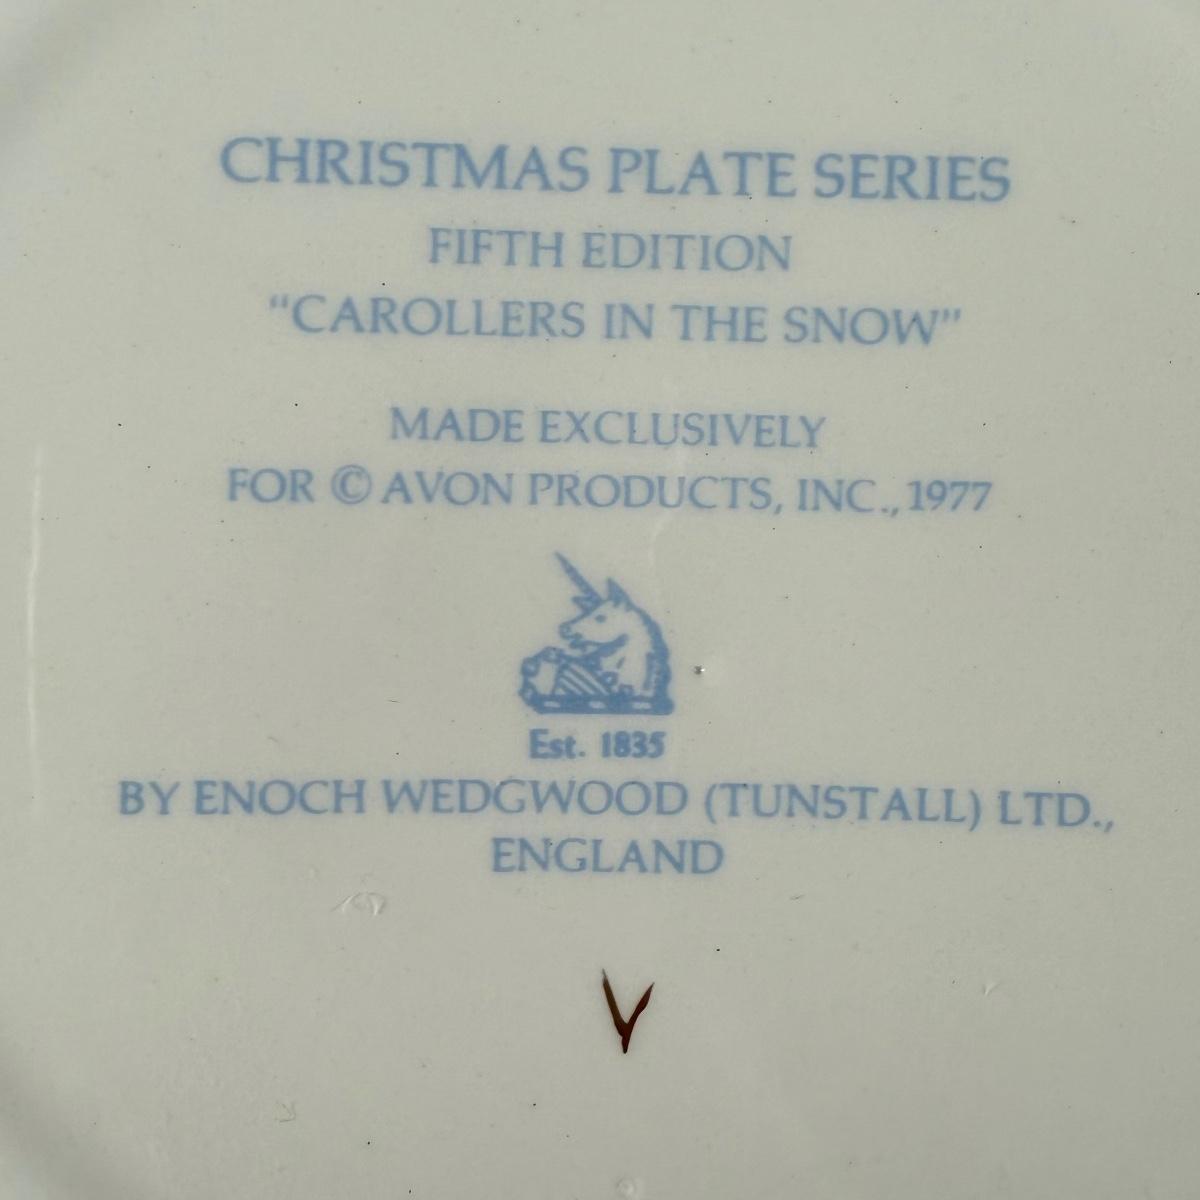 CHRISTMAS PLATE SERIES
FIFTH EDITION
"CAROLLERS IN THE SNOW"
MADE EXCLUSIVELY
FOR © AVON PRODUCTS, INC., 1977
Est. 1835
BY ENOCH WEDGWOOD (TUNSTALL) LTD.,
ENGLAND